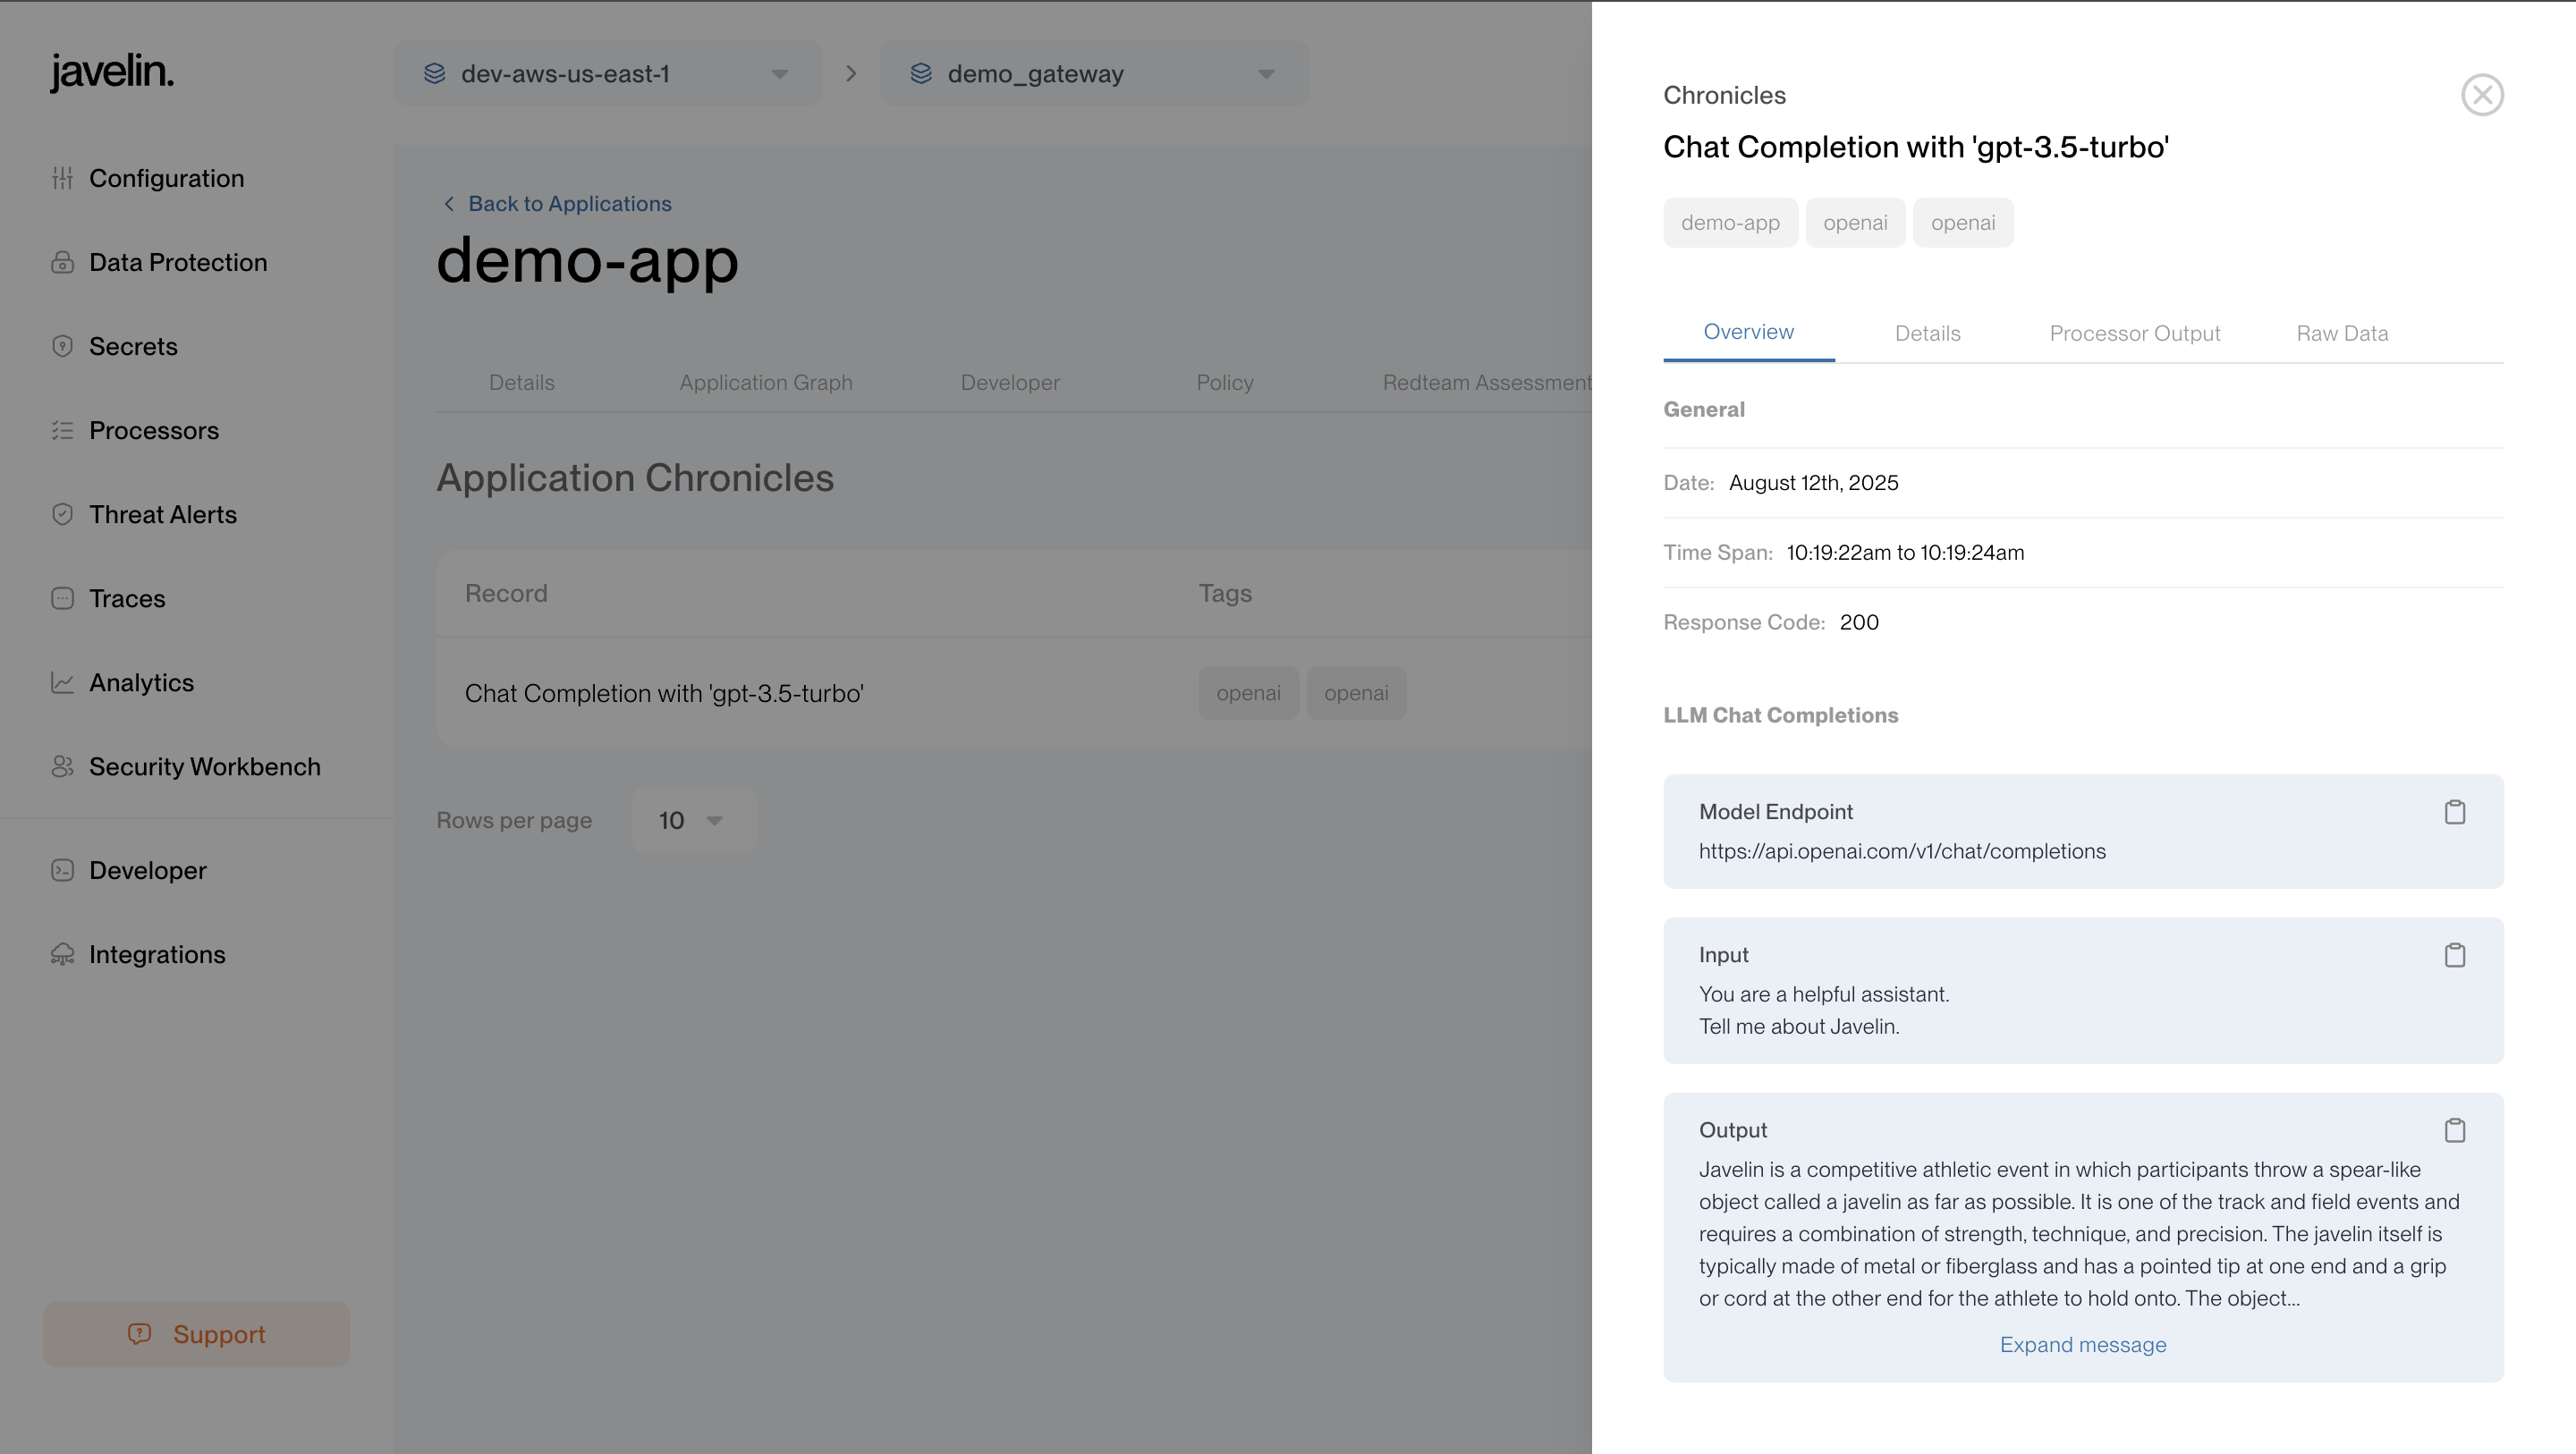 javelin.
dev-aws-us-east-1
demo_gateway
Configuration
Data Protection
Secrets
Processors
Threat Alerts
Traces
Analytics
Security Workbench
Developer
Integrations
Support
Back to Applications
demo-app
Details
Application Graph
Developer
Policy
Redteam Assessment
Application Chronicles
Record
Tags
Chat Completion with 'gpt-3.5-turbo'
openai
openai
Rows per page
10
Chronicles
Chat Completion with 'gpt-3.5-turbo'
demo-app
openai
openai
Overview
Details
Processor Output
Raw Data
General
Date: August 12th, 2025
Time Span: 10:19:22am to 10:19:24am
Response Code: 200
LLM Chat Completions
Model Endpoint
https://api.openai.com/v1/chat/completions
Input
You are a helpful assistant.
Tell me about Javelin.
Output
Javelin is a competitive athletic event in which participants throw a spear-like
object called a javelin as far as possible. It is one of the track and field events and
requires a combination of strength, technique, and precision. The javelin itself is
typically made of metal or fiberglass and has a pointed tip at one end and a grip
or cord at the other end for the athlete to hold onto. The object...
Expand message